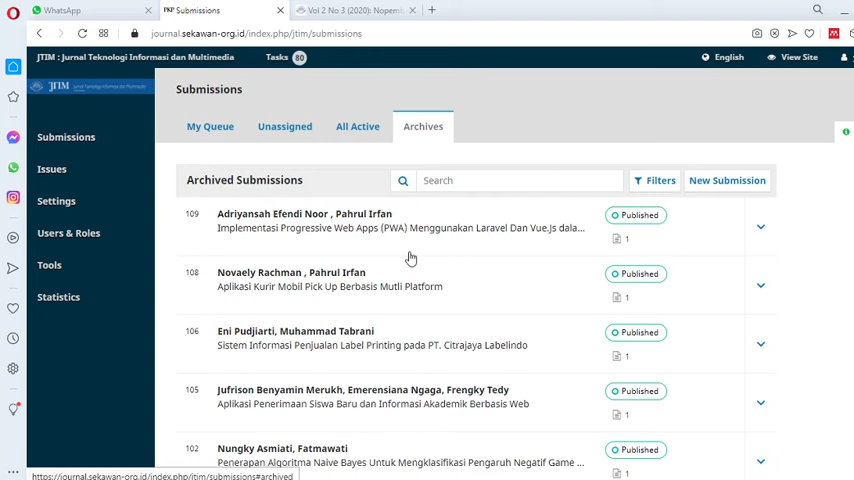 WhatsApp
PKP Submissions
Vol 2 No 3 (2020): Nopemb
journal.sekawan-org.id/index.php/jtim/submissions
JTIM : Jurnal Teknologi Informasi dan Multimedia
Tasks 80
English
View Site
JTIM
Submissions
Issues
Settings
Users & Roles
Tools
Statistics
Submissions
My Queue
Unassigned
All Active
Archives
Archived Submissions
Search
Filters
New Submission
109
Adriyansah Efendi Noor , Pahrul Irfan
Implementasi Progressive Web Apps (PWA) Menggunakan Laravel Dan Vue.Js dala...
Published
1
108
Novaely Rachman , Pahrul Irfan
Aplikasi Kurir Mobil Pick Up Berbasis Mutli Platform
Published
1
106
Eni Pudjiarti, Muhammad Tabrani
Sistem Informasi Penjualan Label Printing pada PT. Citrajaya Labelindo
Published
1
105
Jufrison Benyamin Merukh, Emerensiana Ngaga, Frengky Tedy
Aplikasi Penerimaan Siswa Baru dan Informasi Akademik Berbasis Web
Published
1
102
Nungky Asmiati, Fatmawati
Penerapan Algoritma Naive Bayes Untuk Mengklasifikasi Pengaruh Negatif Game ...
Published
1
https://journal.sekawan-org.id/index.php/jtim/submissions#archived